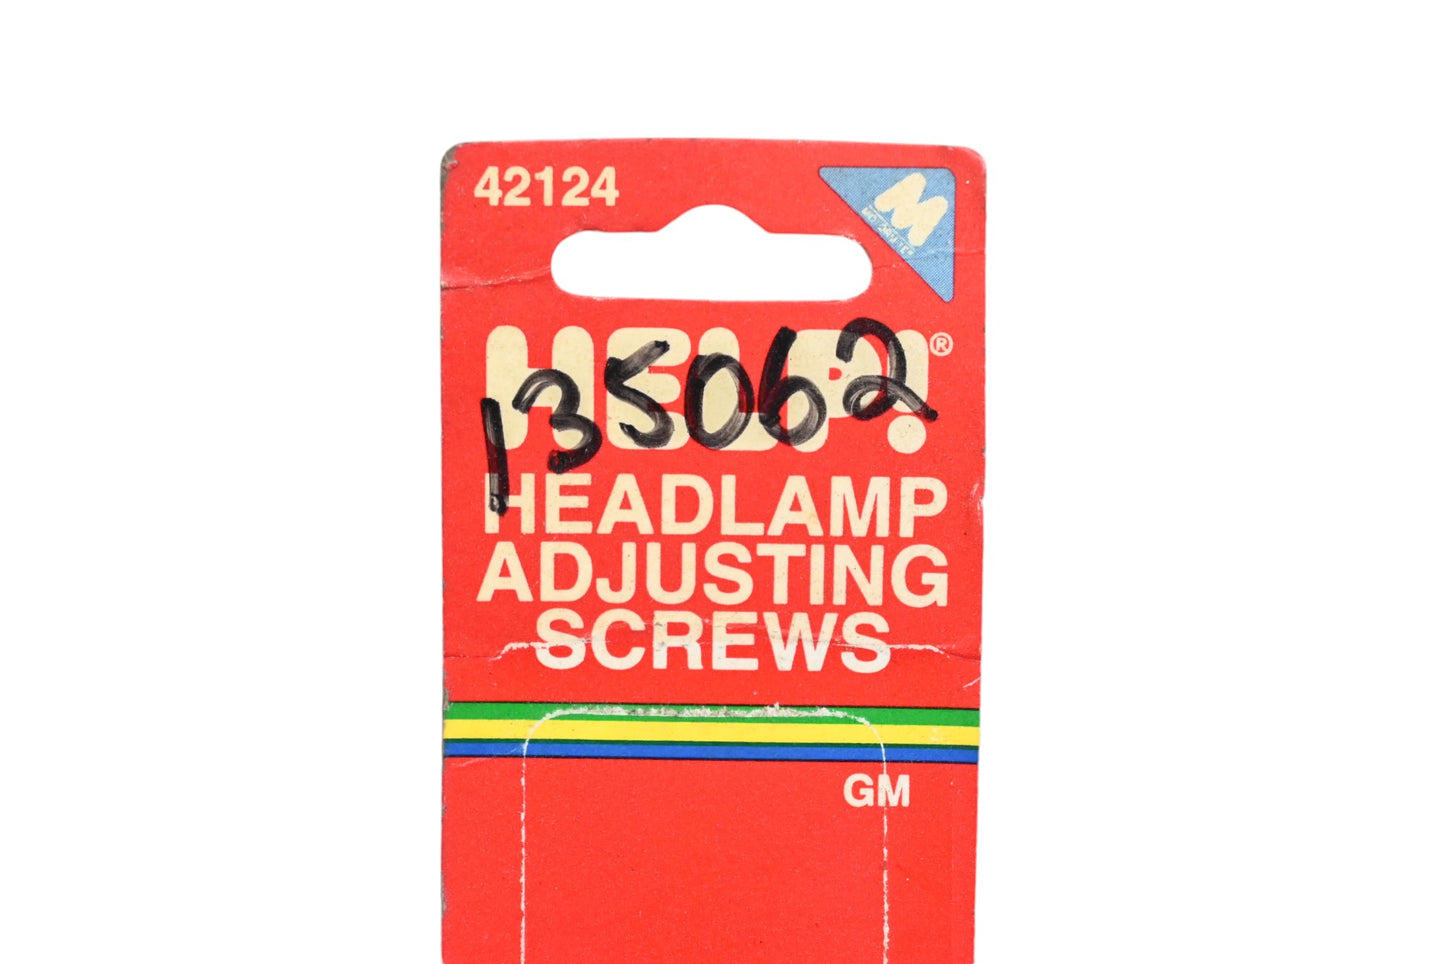 42124
M
HELP!®
135062
HEADLAMP
ADJUSTING
SCREWS
GM